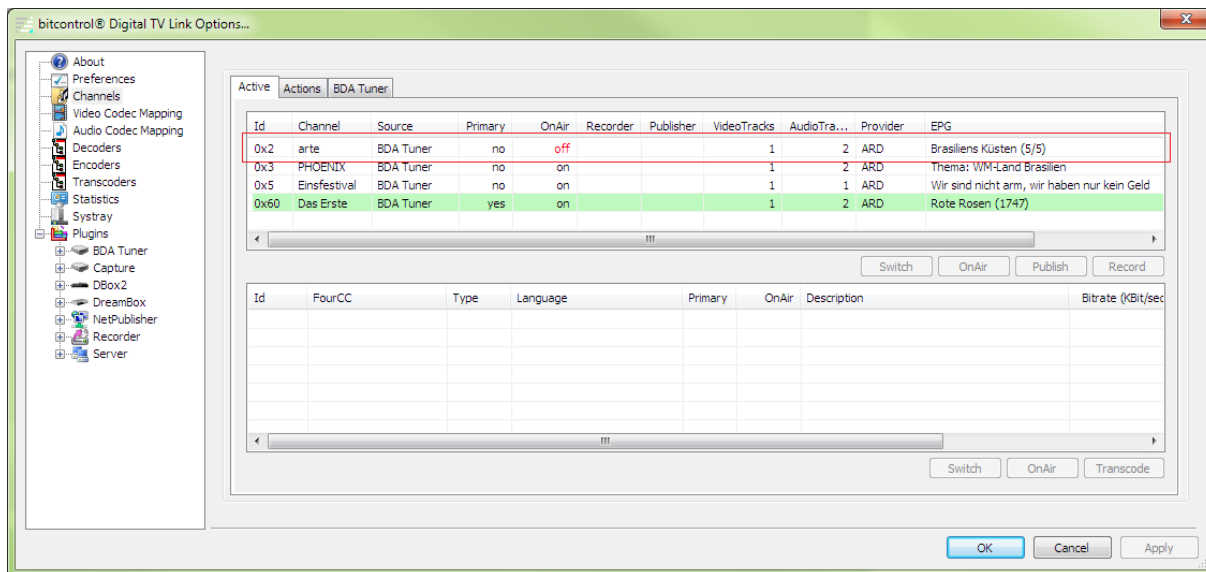 bitcontrol® Digital TV Link Options...
About
Preferences
Channels
Video Codec Mapping
Audio Codec Mapping
Decoders
Encoders
Transcoders
Statistics
Systray
Plugins
BDA Tuner
Capture
DBox2
DreamBox
NetPublisher
Recorder
Server
Active Actions BDA Tuner
Id Channel Source Primary OnAir Recorder Publisher VideoTracks AudioTra... Provider EPG
0x2 arte BDA Tuner no off 1 2 ARD Brasiliens Küsten (5/5)
0x3 PHOENIX BDA Tuner no on 1 2 ARD Thema: WM-Land Brasilien
0x5 Einsfestival BDA Tuner no on 1 1 ARD Wir sind nicht arm, wir haben nur kein Geld
0x60 Das Erste BDA Tuner yes on 1 2 ARD Rote Rosen (1747)
Switch OnAir Publish Record
Id FourCC Type Language Primary OnAir Description Bitrate (KBit/sec
Switch OnAir Transcode
OK Cancel Apply